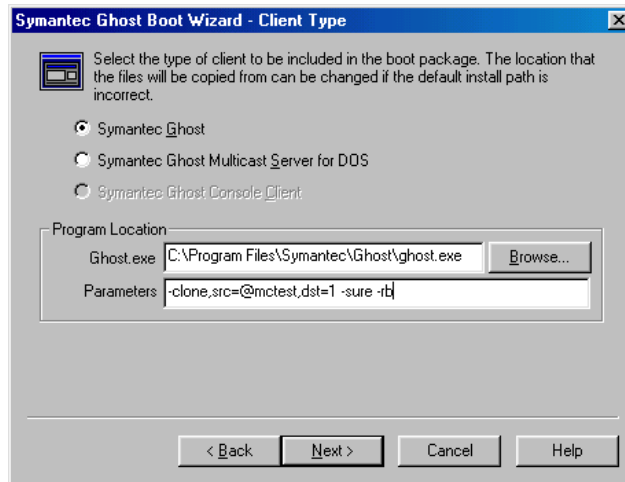 Symantec Ghost Boot Wizard - Client Type
Select the type of client to be included in the boot package. The location that
the files will be copied from can be changed if the default install path is
incorrect.
Symantec Ghost
Symantec Ghost Multicast Server for DOS
Symantec Ghost Console Client
Program Location
Ghost.exe C:\Program Files\Symantec\Ghost\ghost.exe Browse...
Parameters -clone,src=@mctest,dst=1 -sure -rb
< Back Next > Cancel Help